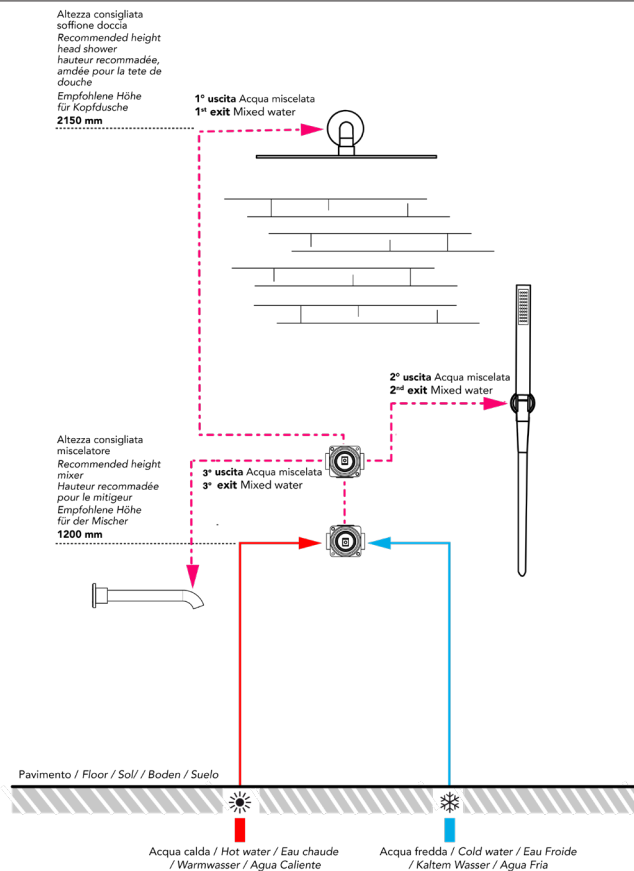 Altezza consigliata
soffione doccia
Recommended height
head shower
hauteur recommadée,
amdée pour la tete de
douche
Empfohlene Höhe
für Kopfdusche
2150 mm
1° uscita Acqua miscelata
1st exit Mixed water
2° uscita Acqua miscelata
2nd exit Mixed water
Altezza consigliata
miscelatore
Recommended height
mixer
Hauteur recommadée
pour le mitigeur
Empfohlene Höhe
für der Mischer
1200 mm
3° uscita Acqua miscelata
3° exit Mixed water
Pavimento / Floor / Sol/ / Boden / Suelo
Acqua calda / Hot water / Eau chaude
/ Warmwasser / Agua Caliente
Acqua fredda / Cold water / Eau Froide
/ Kaltem Wasser / Agua Fria